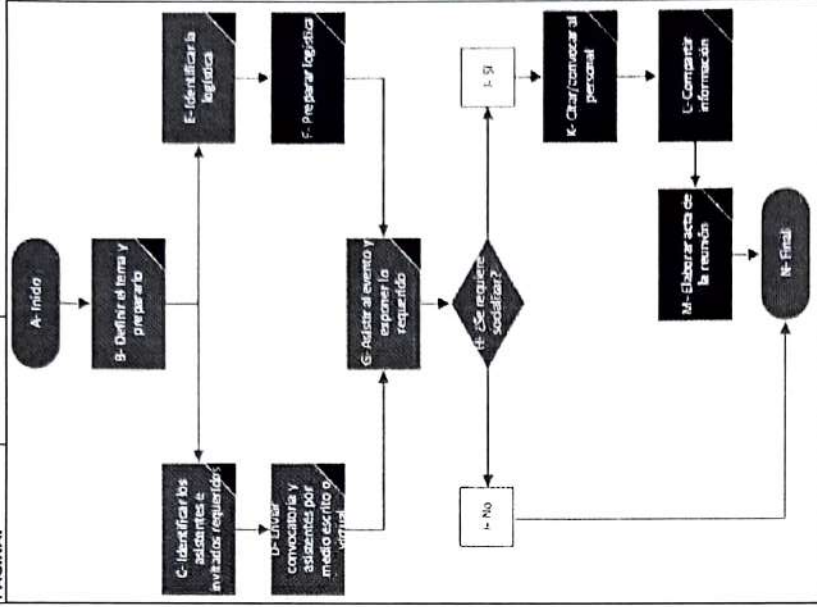 A- Inicio
B- Definir el tema y
prepararlo
C- Identificar los
asistentes e
invitados requeridos
D- Enviar
convocatoria y
asistentes por
medio escrito o
virtual
E- Identificar la
logística
F- Preparar logística
G- Asistir al evento y
exponer lo
requerido
H- ¿Se requiere
socializar?
I- No
J- SI
K- Citar/convocar al
personal
L- Compartir
información
M- Elaborar acta de
la reunión
N- Final